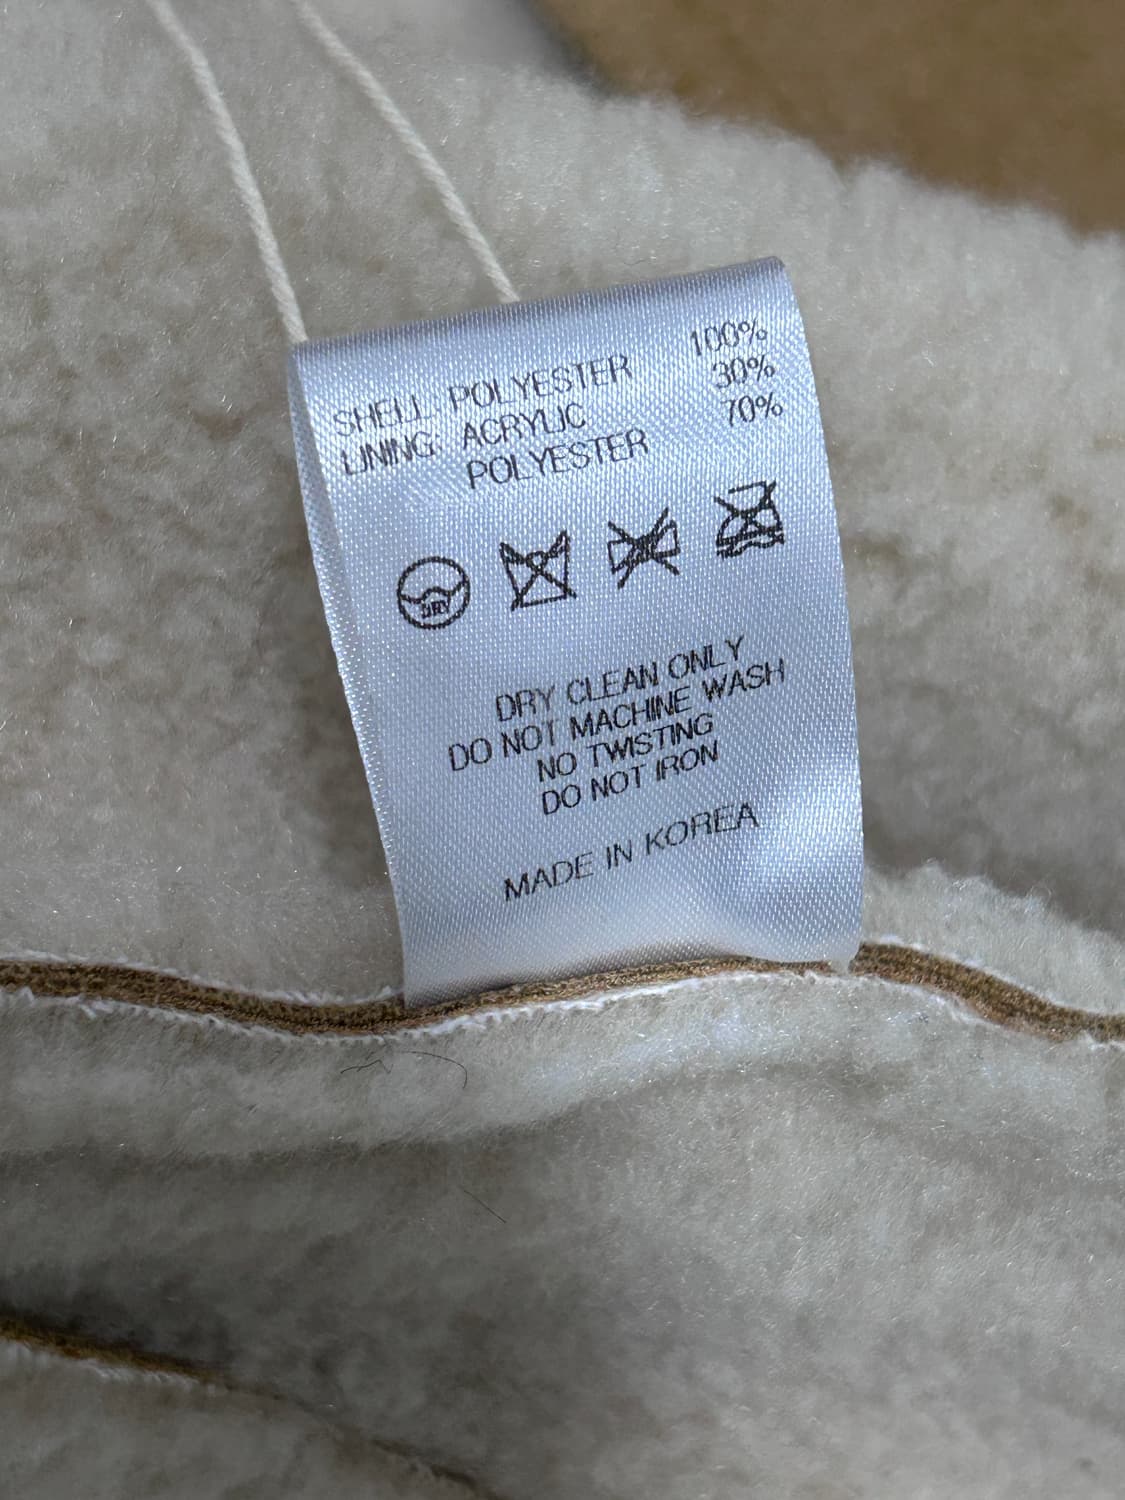 SHELL: POLYESTER 100%
LINING: ACRYLIC 30%
POLYESTER 70%
DRY
DRY CLEAN ONLY
DO NOT MACHINE WASH
NO TWISTING
DO NOT IRON
MADE IN KOREA